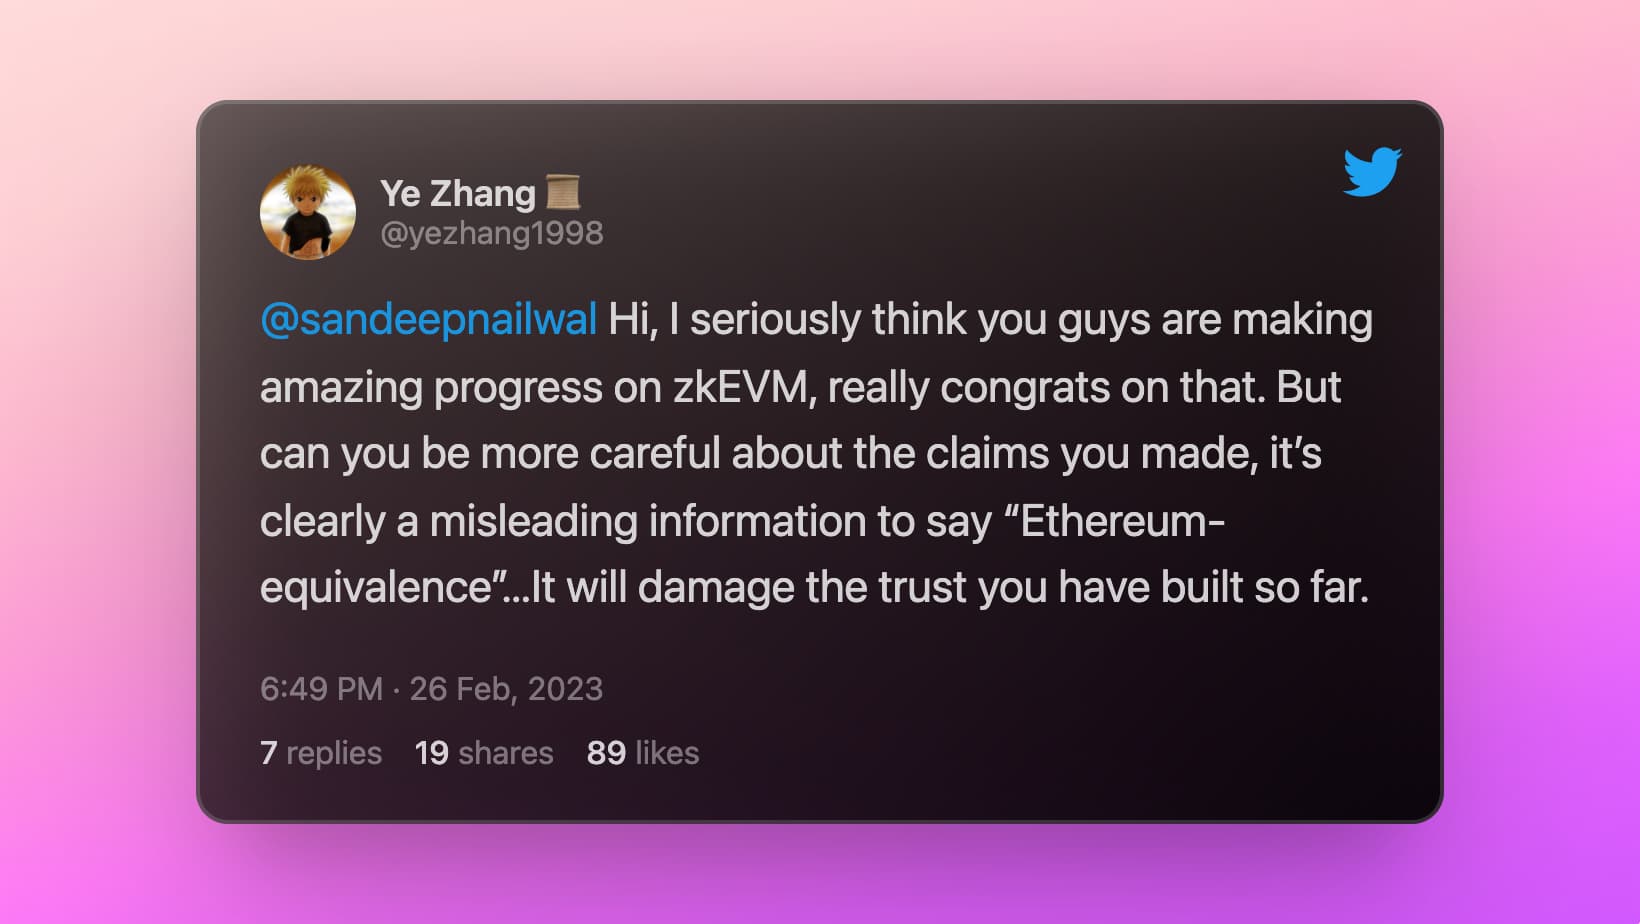 Ye Zhang 📜
@yezhang1998
@sandeepnailwal Hi, I seriously think you guys are making
amazing progress on zkEVM, really congrats on that. But
can you be more careful about the claims you made, it’s
clearly a misleading information to say “Ethereum-
equivalence”...It will damage the trust you have built so far.
6:49 PM · 26 Feb, 2023
7 replies 19 shares 89 likes